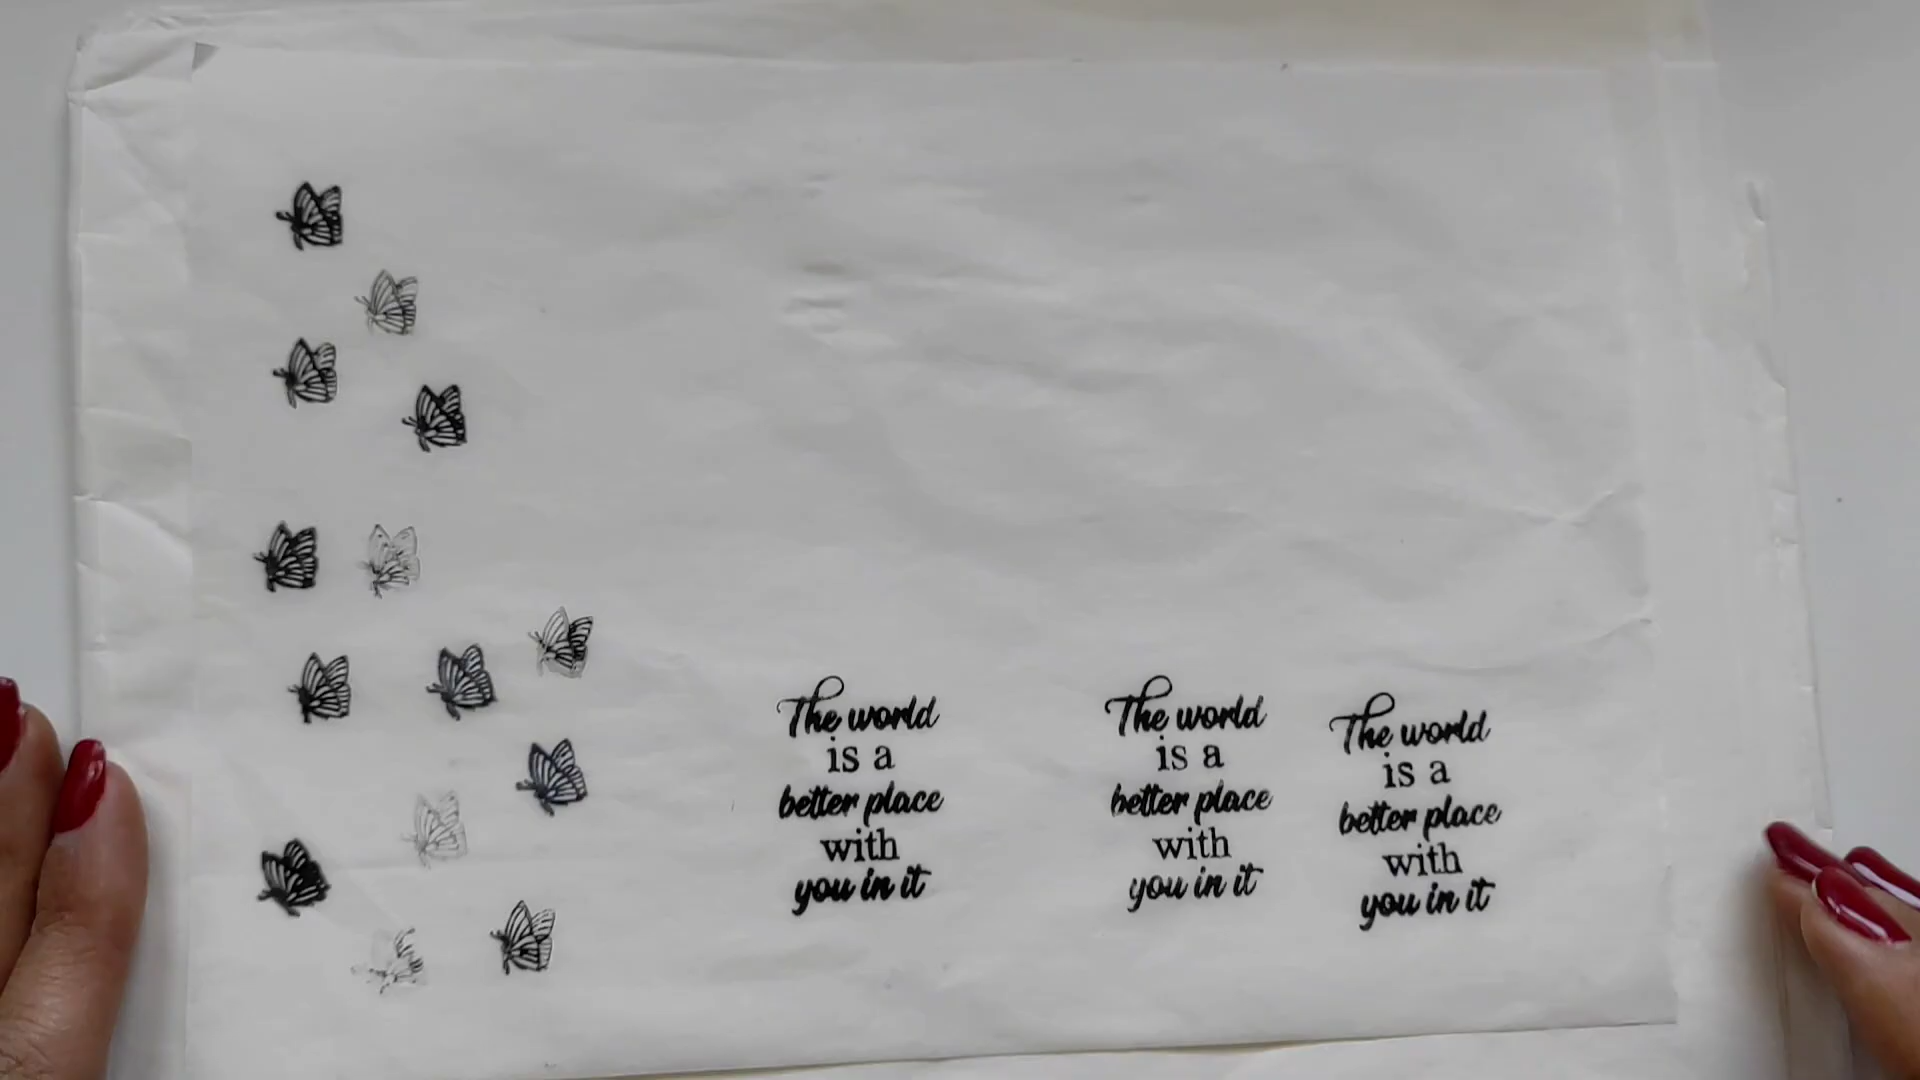 The world
is a
better place
with
you in it
The world
is a
better place
with
you in it
The world
is a
better place
with
you in it